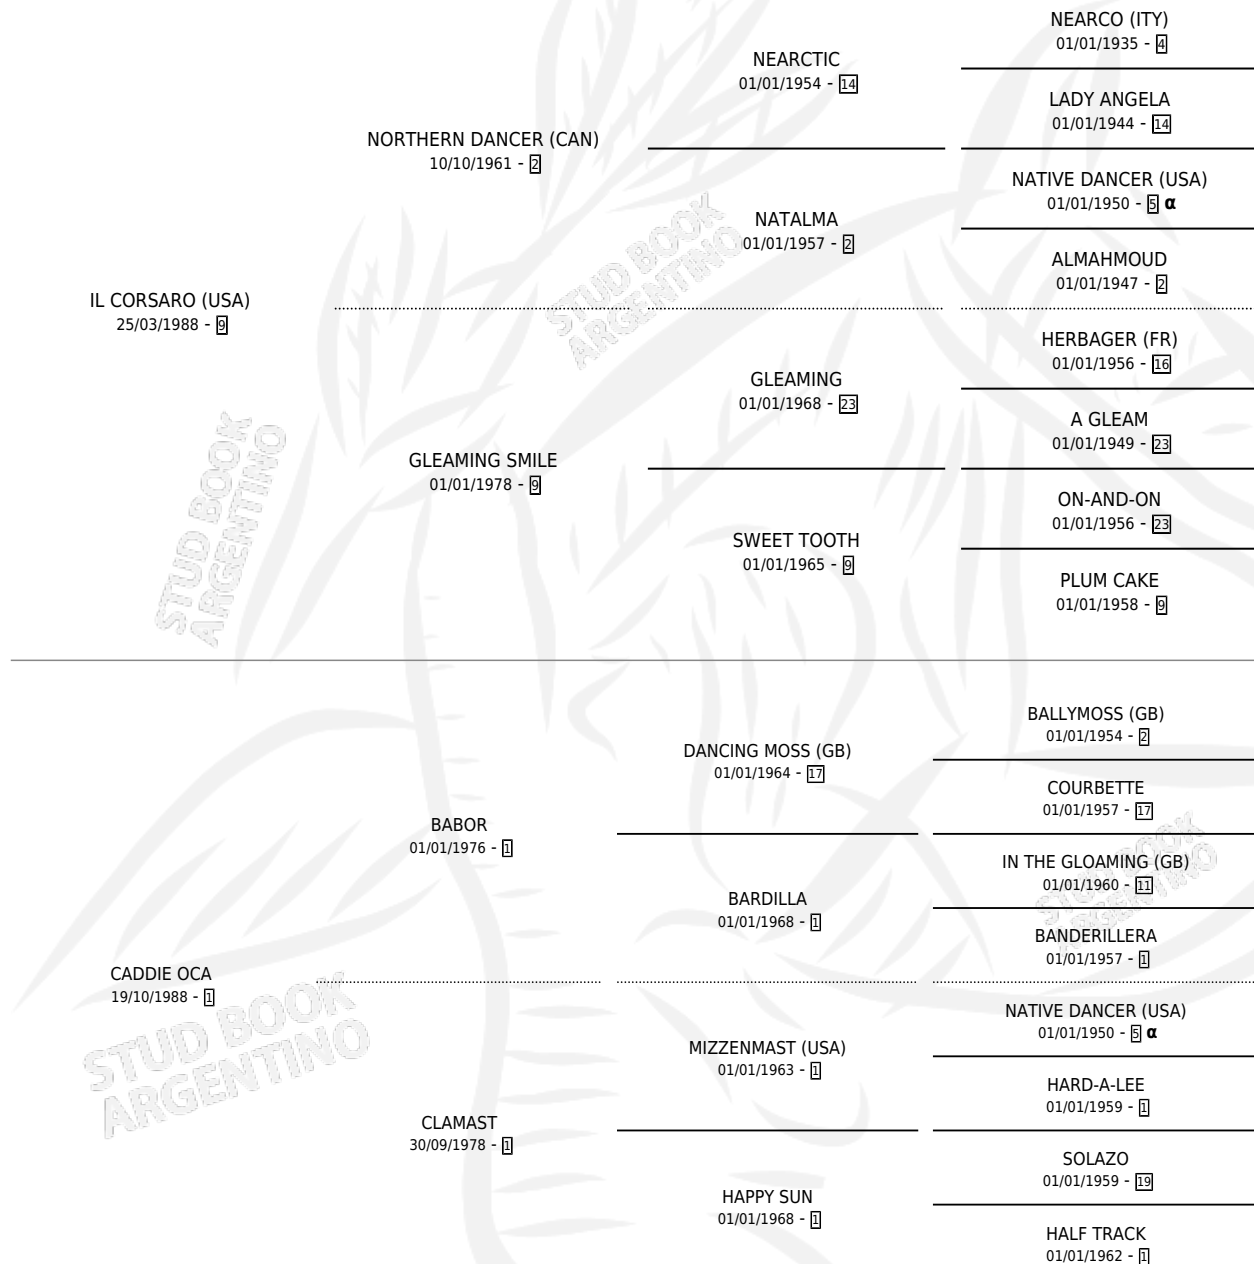 NEARCO (ITY)
01/01/1935 - 4
NEARCTIC
01/01/1954 - 14
LADY ANGELA
01/01/1944 - 14
NORTHERN DANCER (CAN)
10/10/1961 - 2
NATIVE DANCER (USA)
01/01/1950 - 5 α
NATALMA
01/01/1957 - 2
ALMAHMOUD
01/01/1947 - 2
IL CORSARO (USA)
25/03/1988 - 9
STUD BOOK
ARGENTINO
HERBAGER (FR)
01/01/1956 - 16
GLEAMING
01/01/1968 - 23
A GLEAM
01/01/1949 - 23
GLEAMING SMILE
01/01/1978 - 9
ON-AND-ON
01/01/1956 - 23
SWEET TOOTH
01/01/1965 - 9
PLUM CAKE
01/01/1958 - 9
STUD BOOK
ARGENTINO
BALLYMOSS (GB)
01/01/1954 - 2
DANCING MOSS (GB)
01/01/1964 - 17
COURBETTE
01/01/1957 - 17
BABOR
01/01/1976 - 1
IN THE GLOAMING (GB)
01/01/1960 - 11
STUD BOOK
ARGENTINO
BARDILLA
01/01/1968 - 1
BANDERILLERA
01/01/1957 - 1
CADDIE OCA
19/10/1988 - 1
STUD BOOK
ARGENTINO
NATIVE DANCER (USA)
01/01/1950 - 5 α
MIZZENMAST (USA)
01/01/1963 - 1
HARD-A-LEE
01/01/1959 - 1
CLAMAST
30/09/1978 - 1
SOLAZO
01/01/1959 - 19
HAPPY SUN
01/01/1968 - 1
HALF TRACK
01/01/1962 - 1